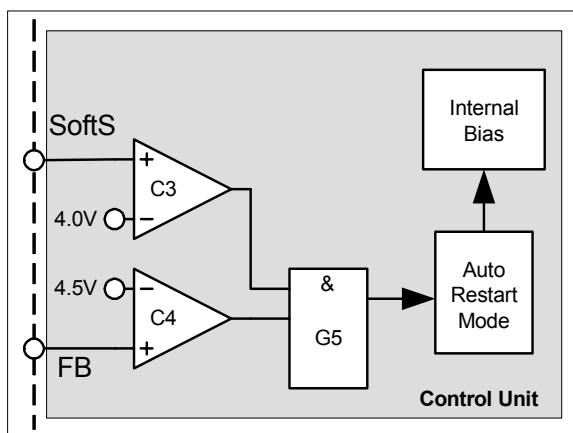 SoftS
+
C3
4.0V
−
Internal
Bias
4.5V
−
C4
+
FB
&
G5
Auto
Restart
Mode
Control Unit